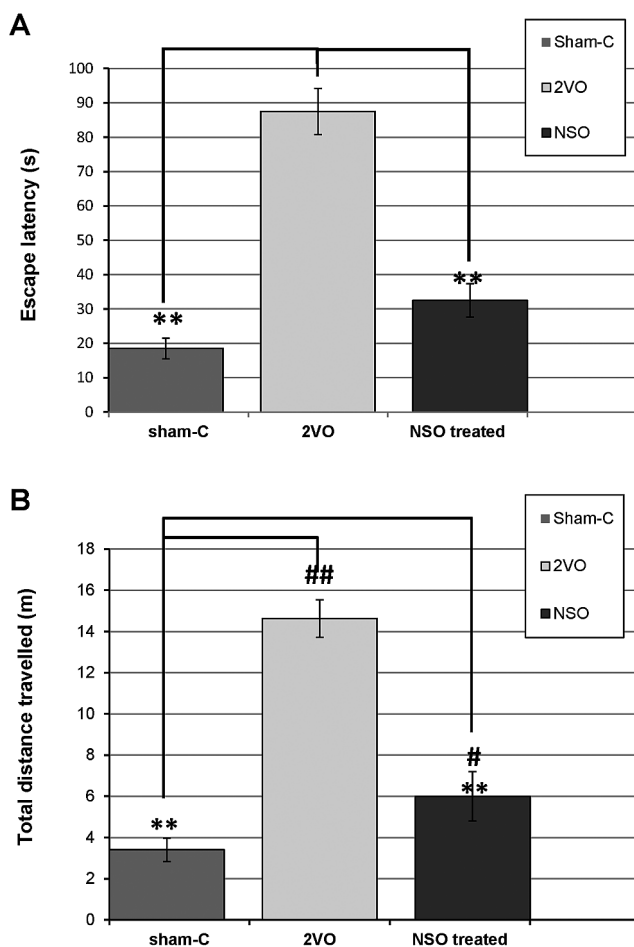 A
Sham-C
2VO
NSO
Escape latency (s)
100
90
80
70
60
50
40
30
20
10
0
**
**
sham-C 2VO NSO treated
B
Sham-C
2VO
NSO
Total distance travelled (m)
18
16
14
12
10
8
6
4
2
0
##
#
**
**
sham-C 2VO NSO treated